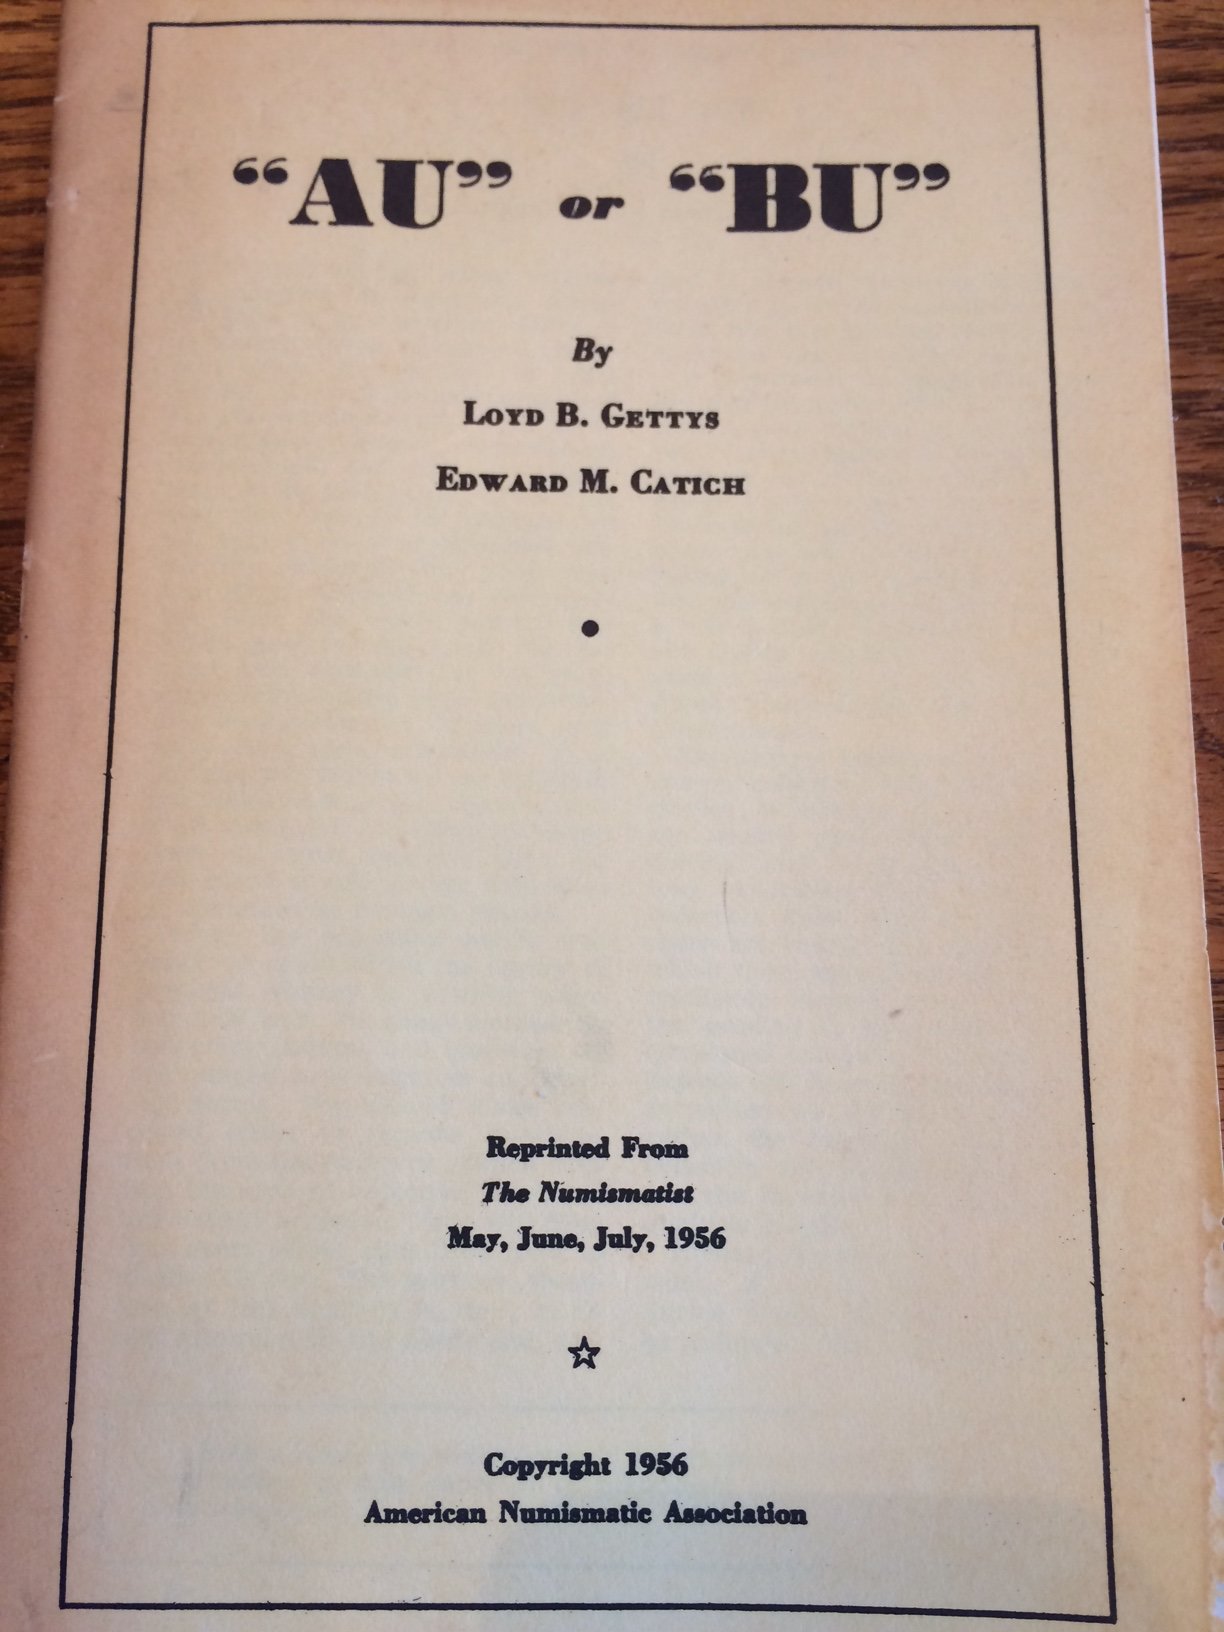 “AU” or “BU”
By
LOYD B. GETTYS
EDWARD M. CATICH
Reprinted From
The Numismatist
May, June, July, 1956
Copyright 1956
American Numismatic Association